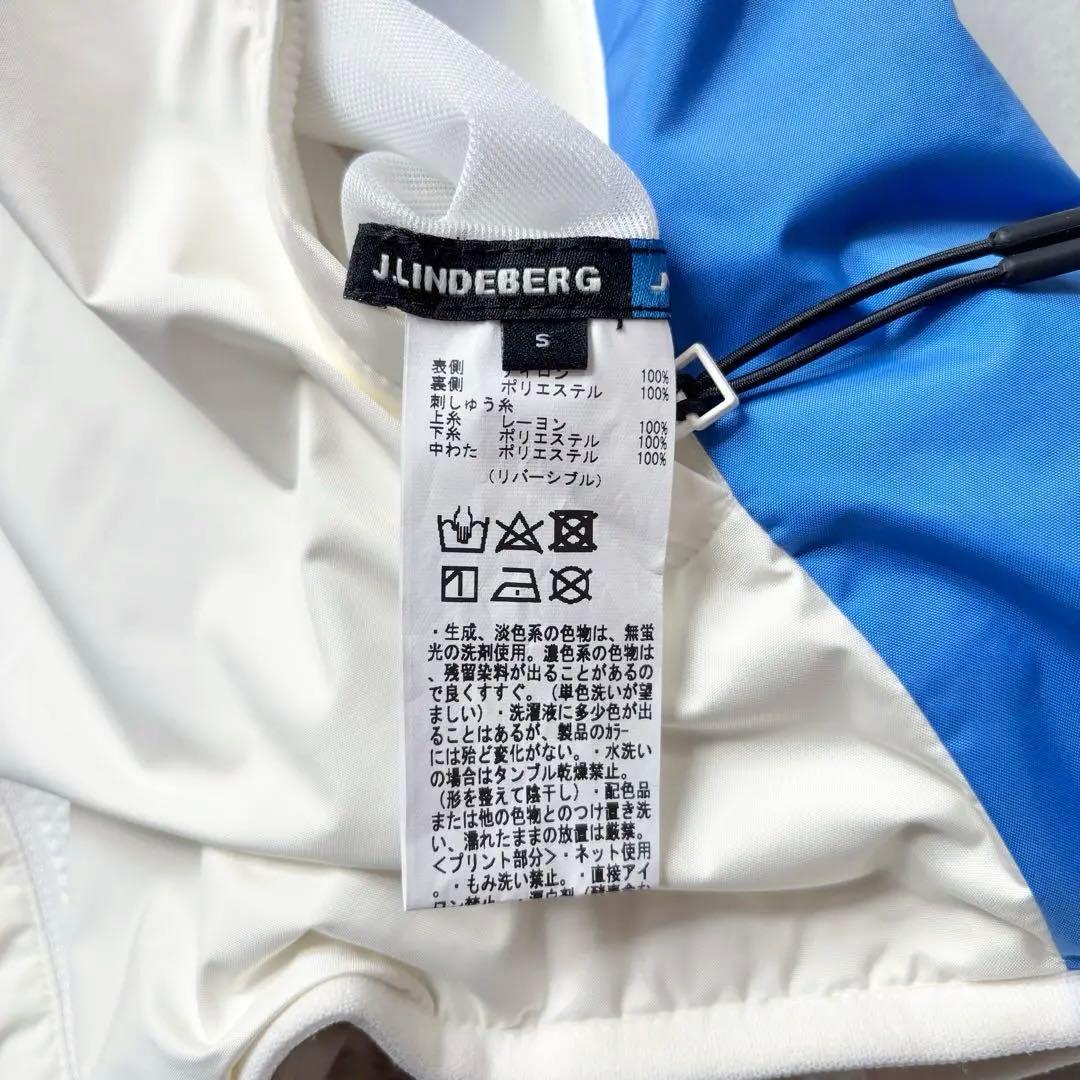 J.LINDEBERG
J
S
表側 ナイロン 100%
裏側 ポリエステル 100%
刺しゅう糸
上糸 レーヨン 100%
下糸 ポリエステル 100%
中わた ポリエステル 100%
(リバーシブル)
・生成、淡色系の色物は、無蛍
光の洗剤使用。濃色系の色物は
、残留染料が出ることがあるの
で良くすすぐ。(単色洗いが望
ましい)・洗濯液に多少色が出
ることはあるが、製品のカラー
には殆ど変化がない。・水洗い
の場合はタンブル乾燥禁止。
(形を整えて陰干し)・配色品
または他の色物とのつけ置き洗
い、濡れたままの放置は厳禁。
<プリント部分>・ネット使用
。・もみ洗い禁止。・直接アイ
ロン禁止